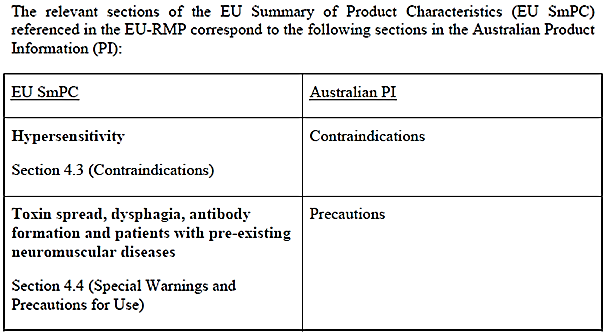 The relevant sections of the EU Summary of Product Characteristics (EU SmPC)
referenced in the EU-RMP correspond to the following sections in the Australian Product
Information (PI):
EU SmPC
Australian PI
Hypersensitivity
Section 4.3 (Contraindications)
Contraindications
Toxin spread, dysphagia, antibody
formation and patients with pre-existing
neuromuscular diseases
Section 4.4 (Special Warnings and
Precautions for Use)
Precautions